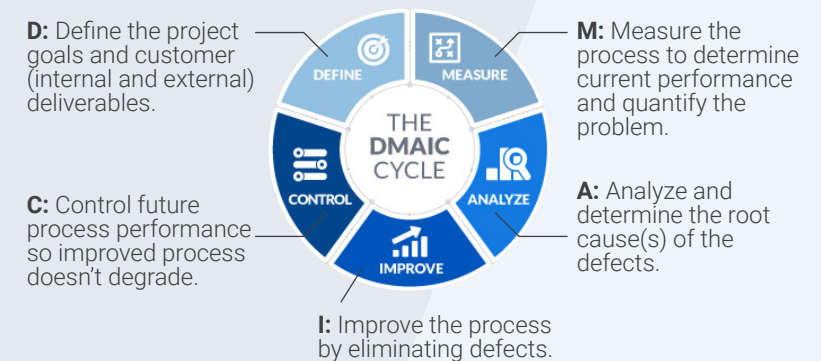 D: Define the project
goals and customer
(internal and external)
deliverables.
DEFINE
MEASURE
M: Measure the
process to determine
current performance
and quantify the
problem.
THE
DMAIC
CYCLE
CONTROL
ANALYZE
IMPROVE
C: Control future
process performance
so improved process
doesn't degrade.
A: Analyze and
determine the root
cause(s) of the
defects.
I: Improve the process
by eliminating defects.